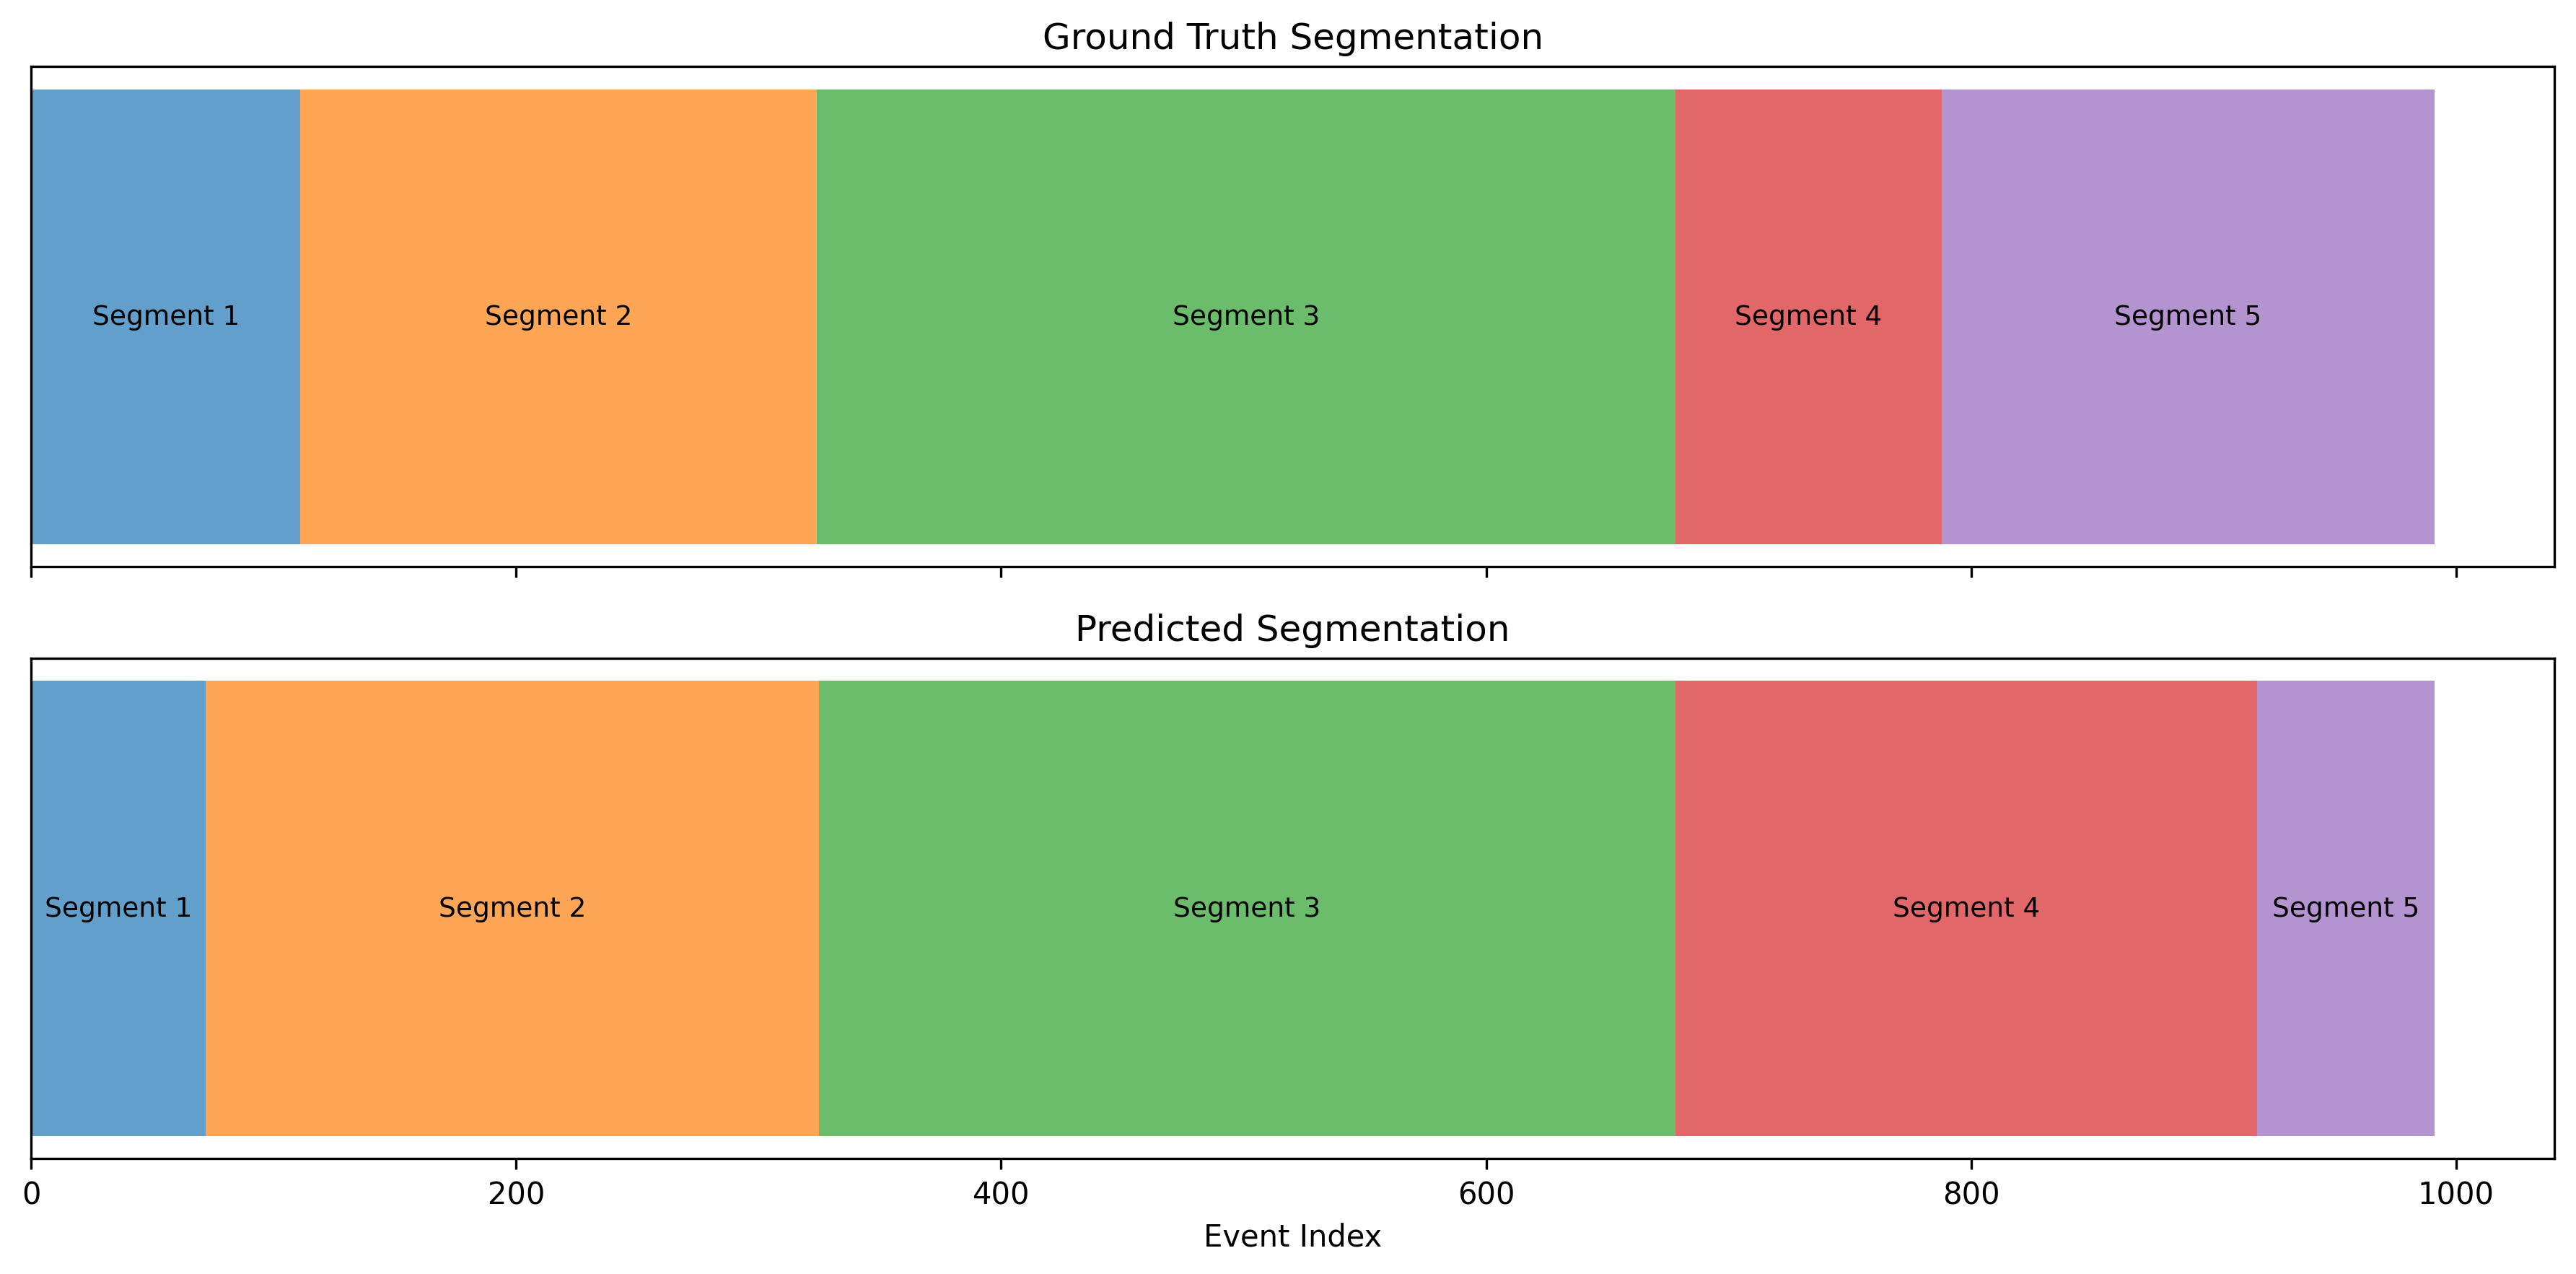 Ground Truth Segmentation
Segment 1 Segment 2 Segment 3 Segment 4 Segment 5
Predicted Segmentation
Segment 1 Segment 2 Segment 3 Segment 4 Segment 5
0 200 400 600 800 1000
Event Index